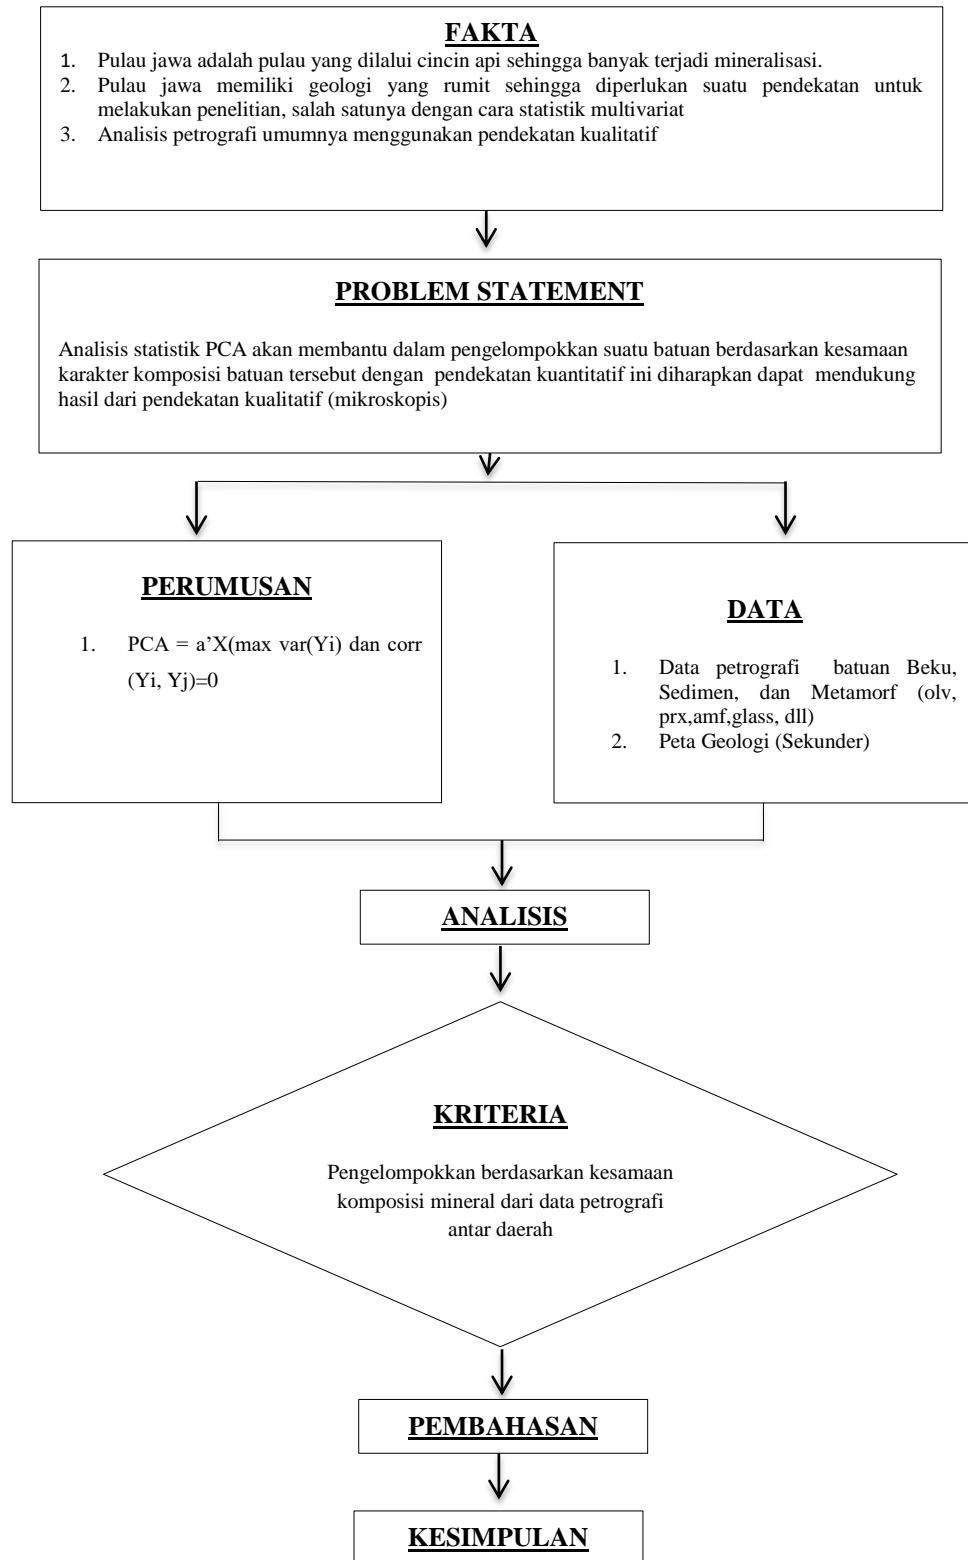 FAKTA
1. Pulau jawa adalah pulau yang dilalui cincin api sehingga banyak terjadi mineralisasi.
2. Pulau jawa memiliki geologi yang rumit sehingga diperlukan suatu pendekatan untuk
melakukan penelitian, salah satunya dengan cara statistik multivariat
3. Analisis petrografi umumnya menggunakan pendekatan kualitatif
PROBLEM STATEMENT
Analisis statistik PCA akan membantu dalam pengelompokkan suatu batuan berdasarkan kesamaan
karakter komposisi batuan tersebut dengan pendekatan kuantitatif ini diharapkan dapat mendukung
hasil dari pendekatan kualitatif (mikroskopis)
PERUMUSAN
1. PCA = a’X(max var(Yi) dan corr
(Yi, Yj)=0
DATA
1. Data petrografi batuan Beku,
Sedimen, dan Metamorf (olv,
prx,amf,glass, dll)
2. Peta Geologi (Sekunder)
ANALISIS
KRITERIA
Pengelompokkan berdasarkan kesamaan
komposisi mineral dari data petrografi
antar daerah
PEMBAHASAN
KESIMPULAN